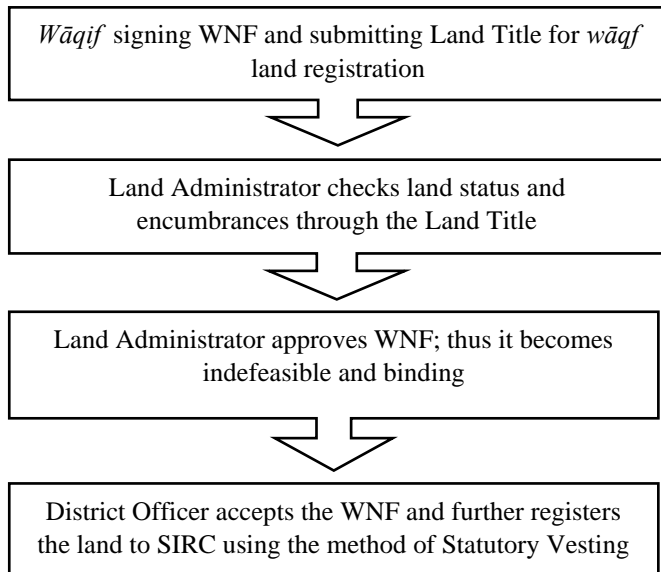 Wāqif signing WNF and submitting Land Title for wāqf
land registration
Land Administrator checks land status and
encumbrances through the Land Title
Land Administrator approves WNF; thus it becomes
indefeasible and binding
District Officer accepts the WNF and further registers
the land to SIRC using the method of Statutory Vesting